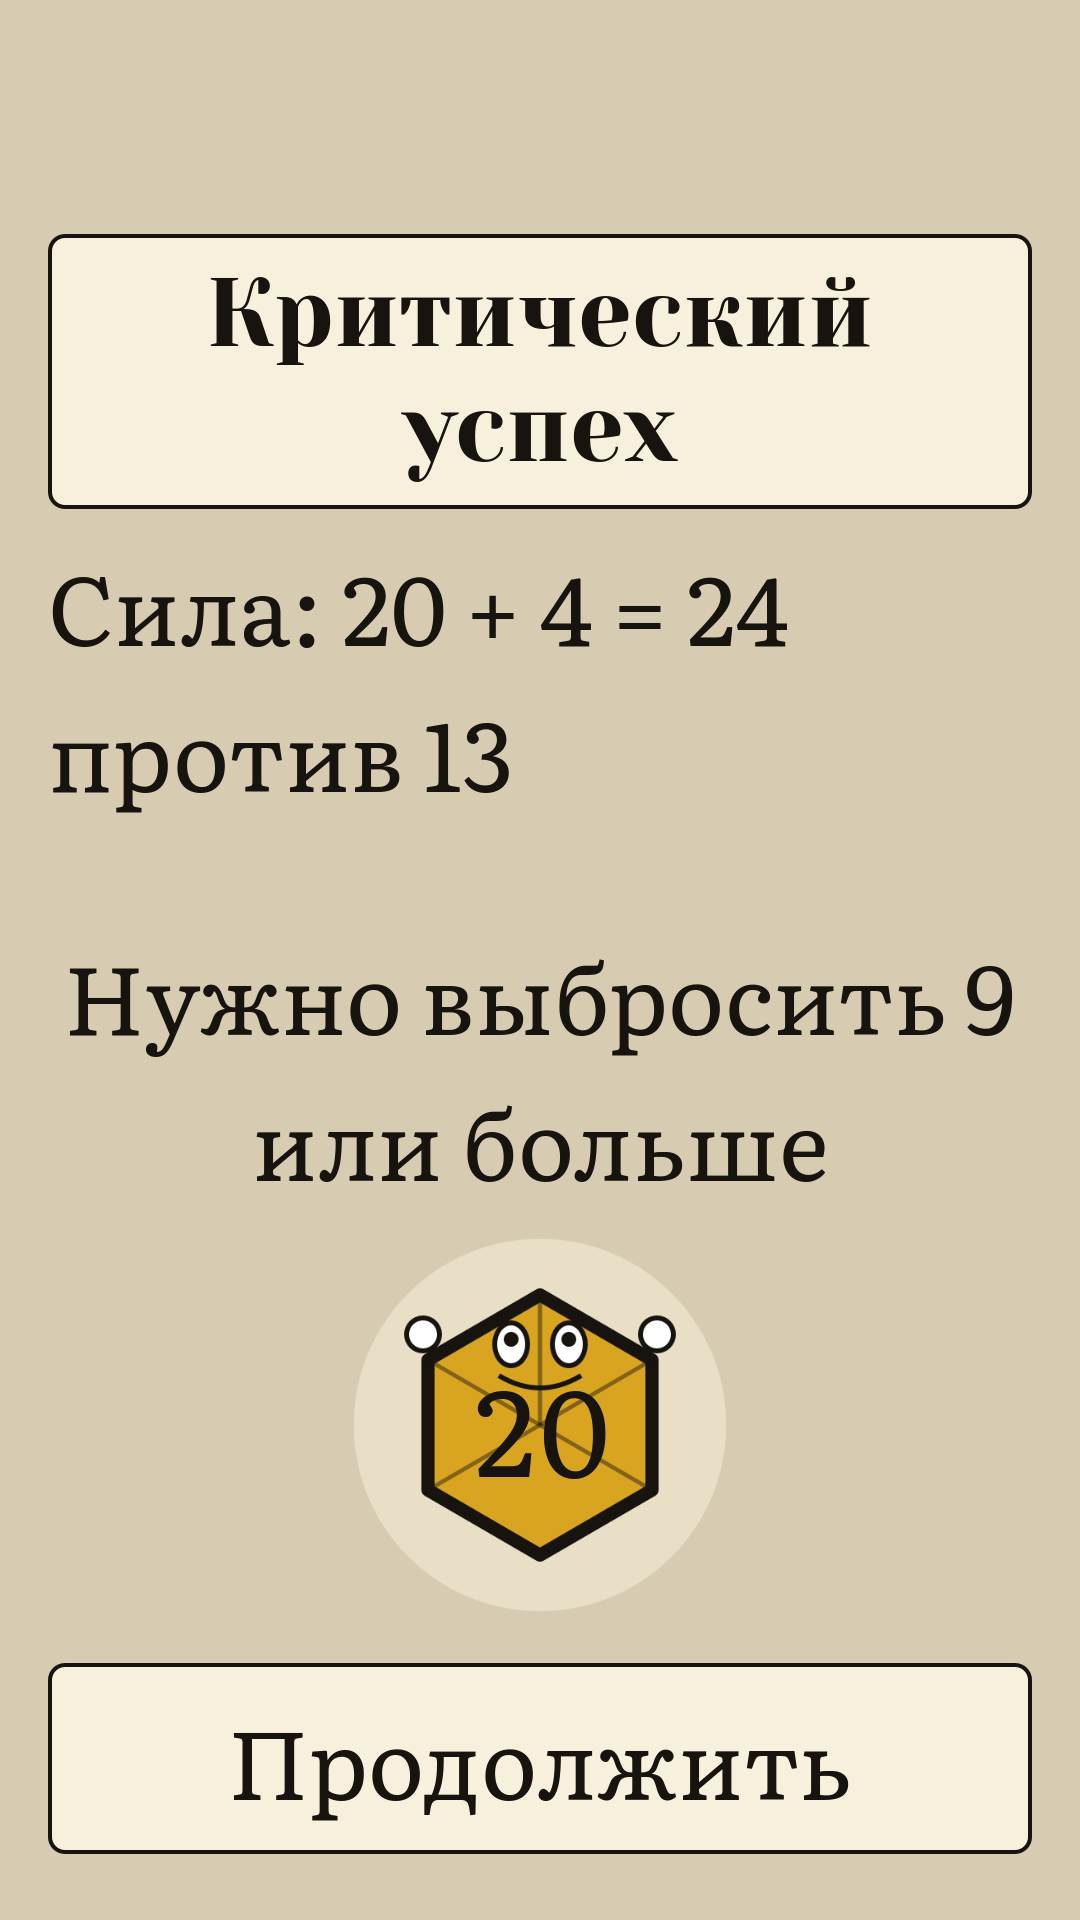 Критический
успех
Сила: 20 + 4 = 24
против 13
Нужно выбросить 9
или больше
20
Продолжить